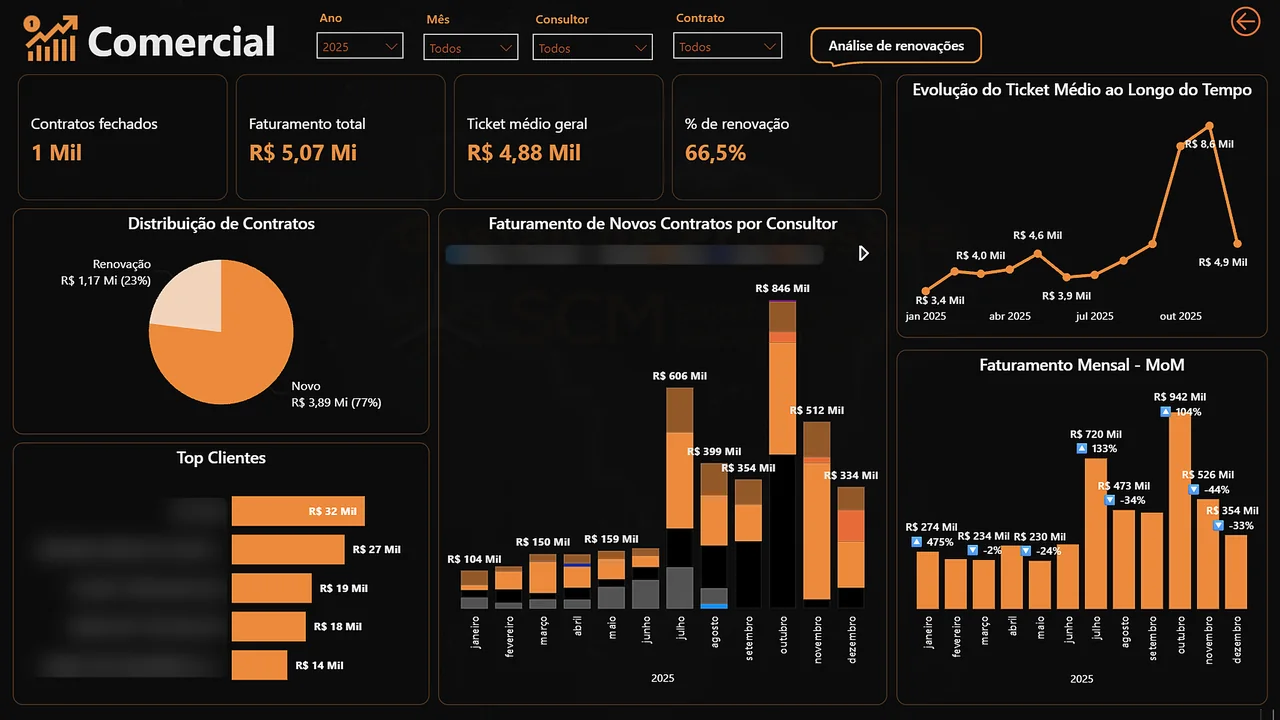 Comercial
Ano
2025
Mês
Todos
Consultor
Todos
Contrato
Todos
Análise de renovações
Contratos fechados
1 Mil
Faturamento total
R$ 5,07 Mi
Ticket médio geral
R$ 4,88 Mil
% de renovação
66,5%
Evolução do Ticket Médio ao Longo do Tempo
R$ 8,6 Mil
R$ 4,6 Mil
R$ 4,0 Mil
R$ 4,9 Mil
R$ 3,9 Mil
R$ 3,4 Mil
jan 2025
abr 2025
jul 2025
out 2025
Distribuição de Contratos
Renovação
R$ 1,17 Mi (23%)
Novo
R$ 3,89 Mi (77%)
Faturamento de Novos Contratos por Consultor
R$ 104 Mil
R$ 150 Mil
R$ 159 Mil
R$ 606 Mil
R$ 399 Mil
R$ 354 Mil
R$ 846 Mil
R$ 512 Mil
R$ 334 Mil
janeiro
fevereiro
março
abril
maio
junho
julho
agosto
setembro
outubro
novembro
dezembro
2025
Faturamento Mensal - MoM
R$ 274 Mil
475%
R$ 234 Mil
-2%
R$ 230 Mil
-24%
R$ 720 Mil
133%
R$ 473 Mil
-34%
R$ 942 Mil
104%
R$ 526 Mil
-44%
R$ 354 Mil
-33%
janeiro
fevereiro
março
abril
maio
junho
julho
agosto
setembro
outubro
novembro
dezembro
2025
Top Clientes
R$ 32 Mil
R$ 27 Mil
R$ 19 Mil
R$ 18 Mil
R$ 14 Mil